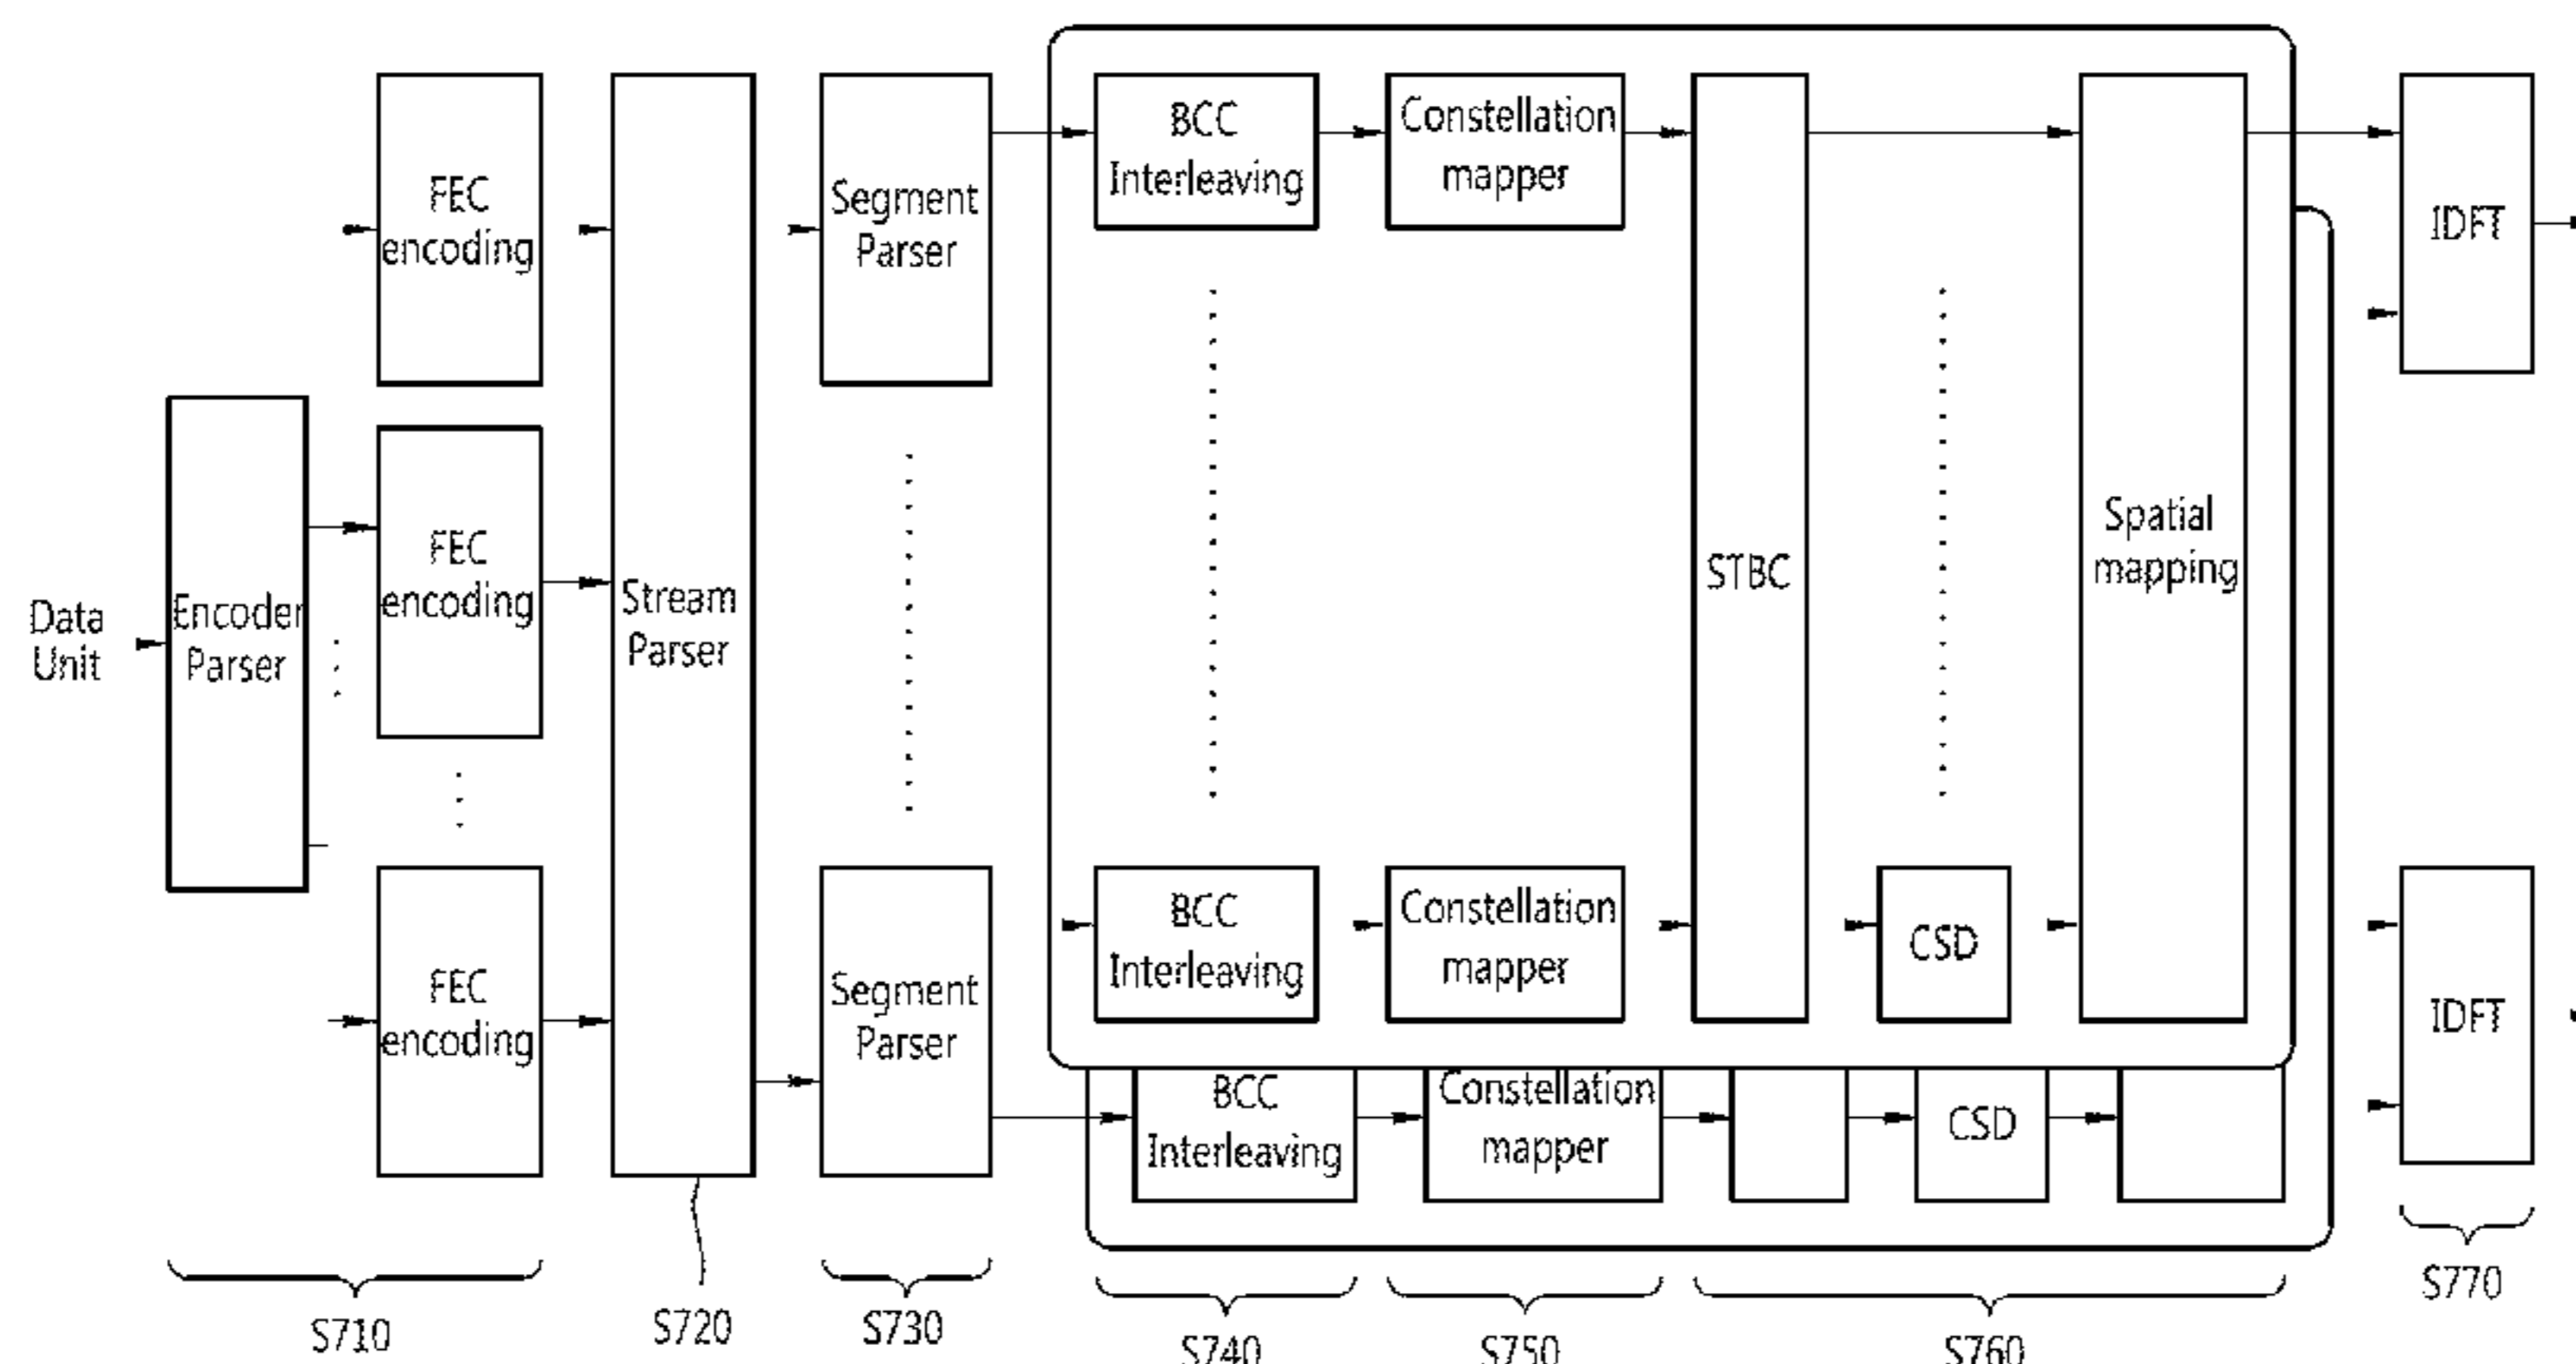 Data
Unit
Encoder
Parser
FEC
encoding
FEC
encoding
FEC
encoding
Stream
Parser
Segment
Parser
Segment
Parser
BCC
Interleaving
Constellation
mapper
STBC
Spatial
mapping
BCC
Interleaving
Constellation
mapper
CSD
BCC
Interleaving
Constellation
mapper
CSD
IDFT
IDFT
S710
S720
S730
S740
S750
S760
S770